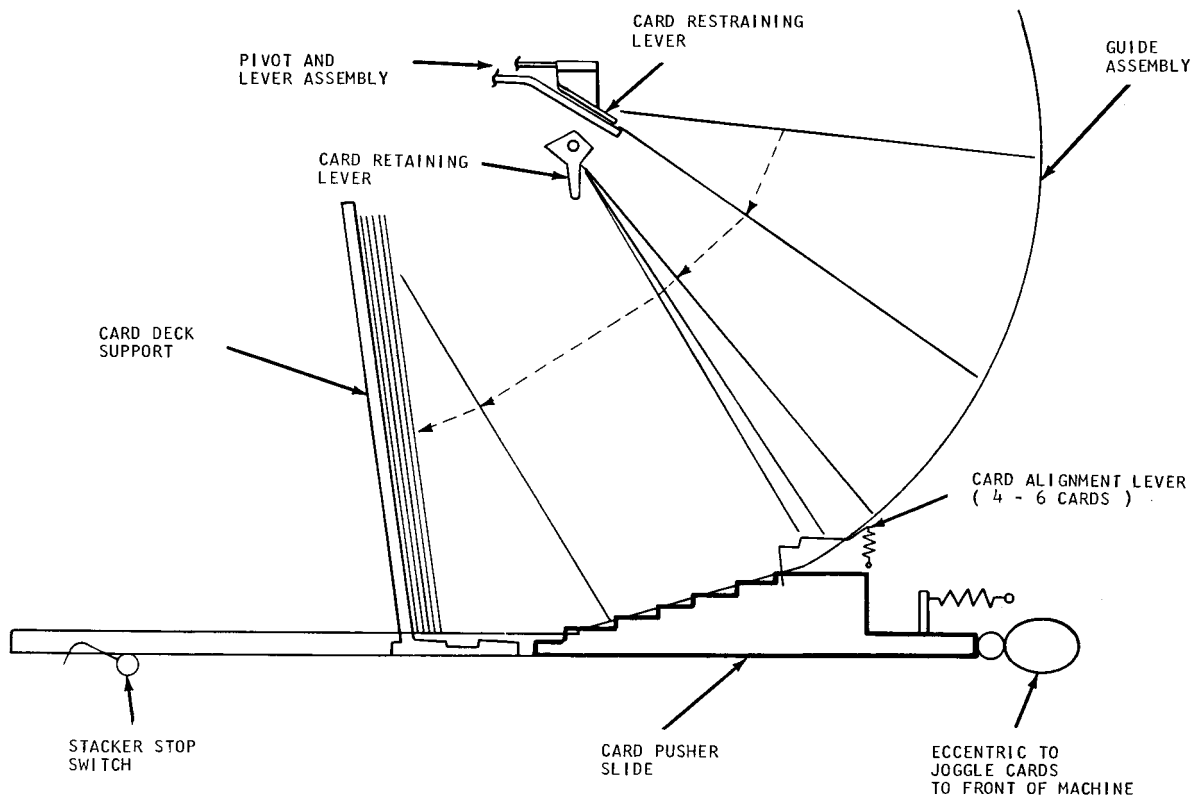 CARD RESTRAINING
LEVER
PIVOT AND
LEVER ASSEMBLY
GUIDE
ASSEMBLY
CARD RETAINING
LEVER
CARD DECK
SUPPORT
CARD ALIGNMENT LEVER
( 4 - 6 CARDS )
STACKER STOP
SWITCH
CARD PUSHER
SLIDE
ECCENTRIC TO
JOGGLE CARDS
TO FRONT OF MACHINE